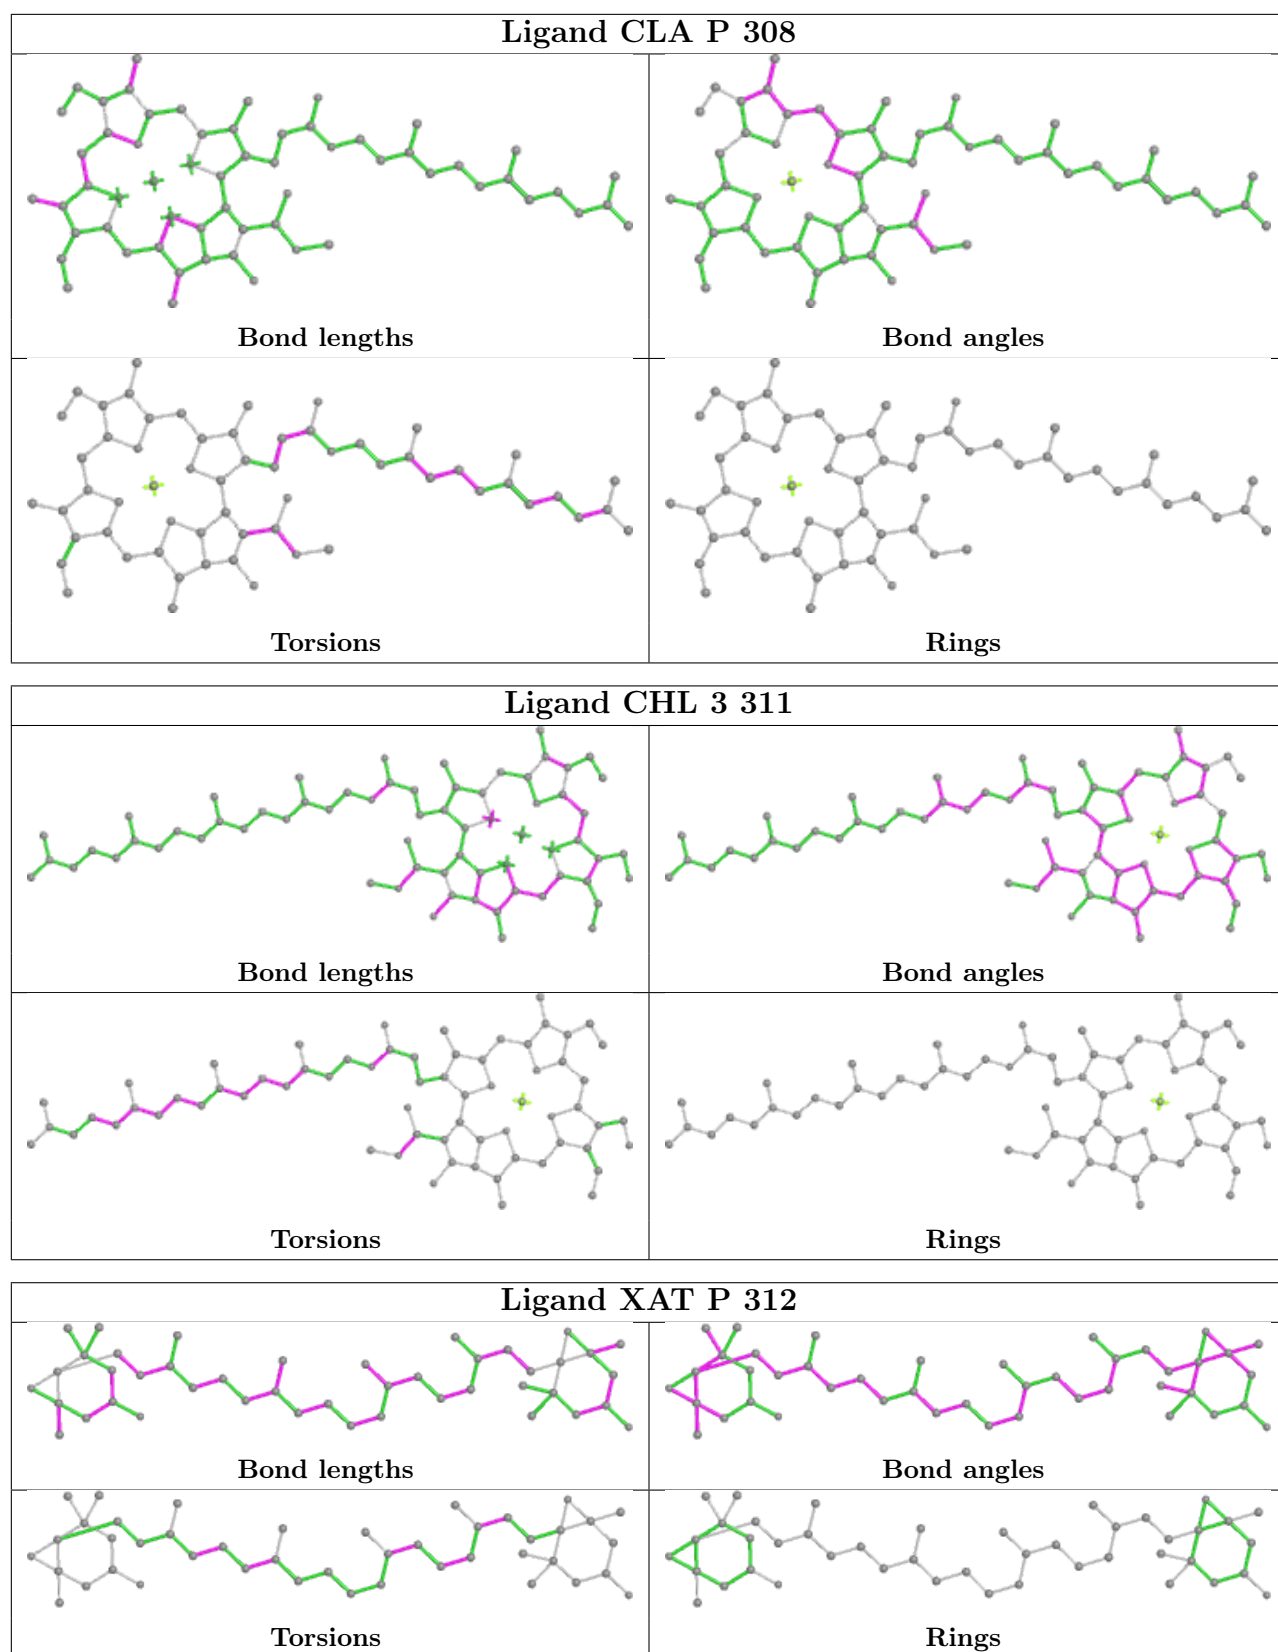 Ligand CLA P 308
Bond lengths
Bond angles
Torsions
Rings
Ligand CHL 3 311
Bond lengths
Bond angles
Torsions
Rings
Ligand XAT P 312
Bond lengths
Bond angles
Torsions
Rings